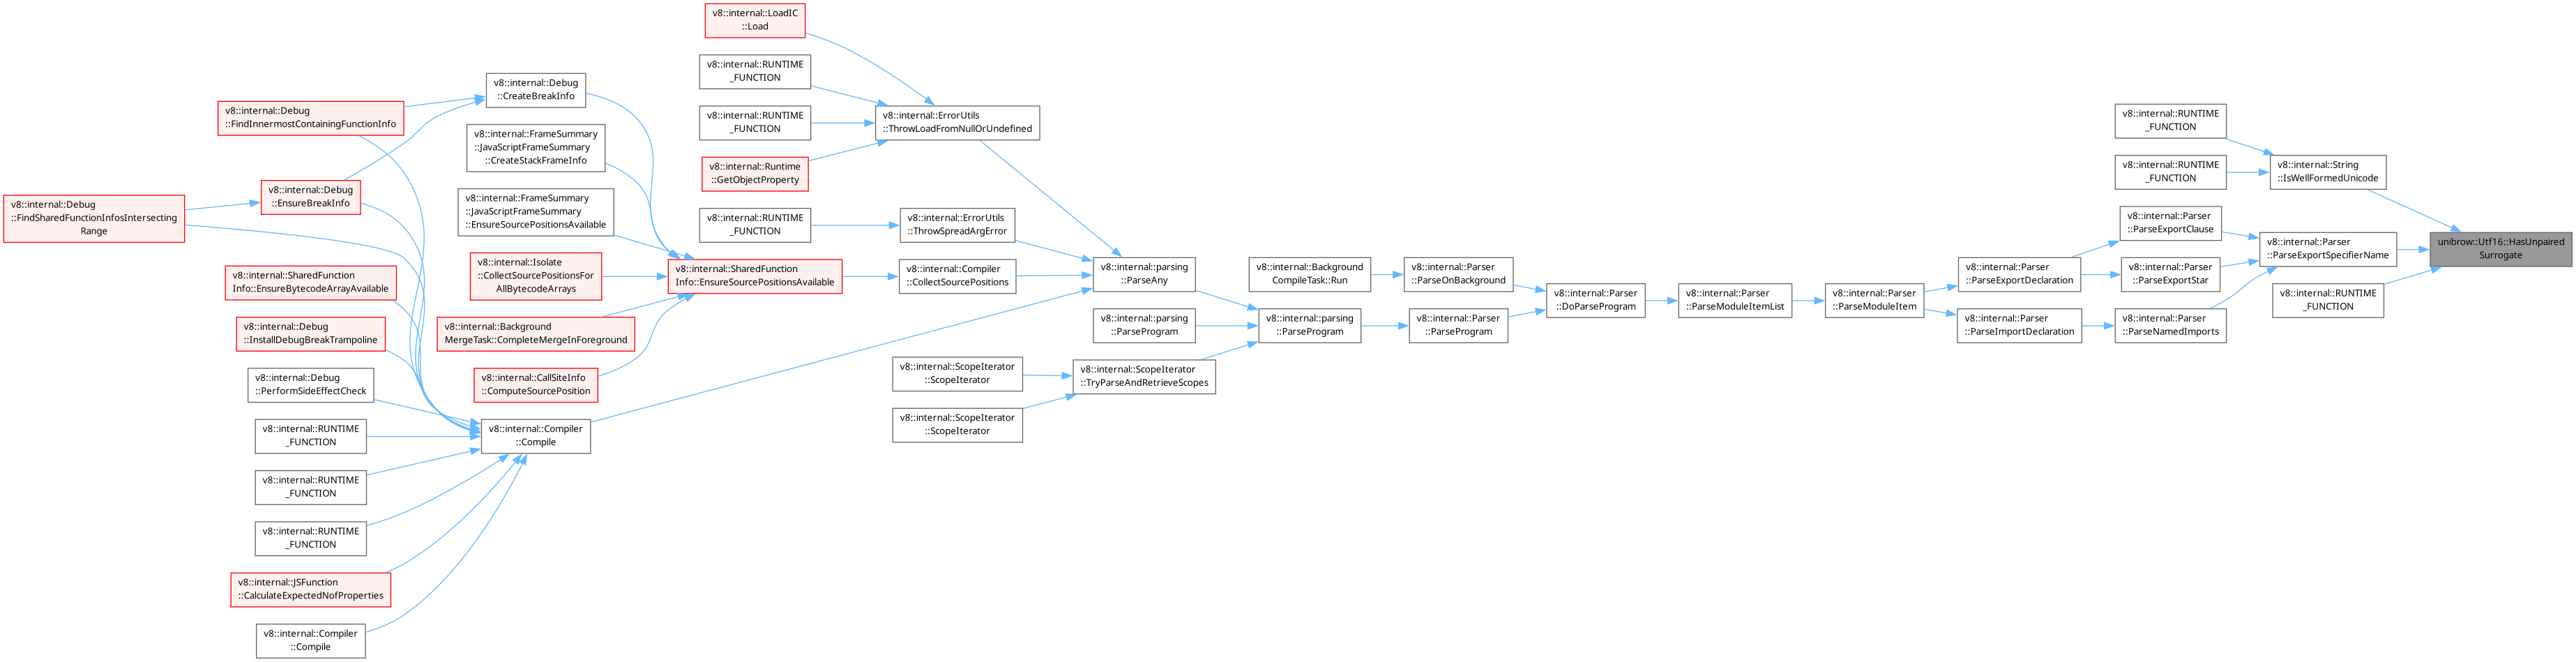 v8::internal::LoadIC
::Load
v8::internal::RUNTIME
_FUNCTION
v8::internal::Debug
::CreateBreakInfo
v8::internal::Debug
::FindInnermostContainingFunctionInfo
v8::internal::RUNTIME
_FUNCTION
v8::internal::ErrorUtils
::ThrowLoadFromNullOrUndefined
v8::internal::RUNTIME
_FUNCTION
v8::internal::FrameSummary
::JavaScriptFrameSummary
::CreateStackFrameInfo
v8::internal::Runtime
::GetObjectProperty
v8::internal::RUNTIME
_FUNCTION
v8::internal::String
::IsWellFormedUnicode
v8::internal::Debug
::EnsureBreakInfo
v8::internal::Debug
::FindSharedFunctionInfosIntersecting
Range
v8::internal::FrameSummary
::JavaScriptFrameSummary
::EnsureSourcePositionsAvailable
v8::internal::RUNTIME
_FUNCTION
v8::internal::ErrorUtils
::ThrowSpreadArgError
v8::internal::Parser
::ParseExportClause
v8::internal::Parser
::ParseExportSpecifierName
unibrow::Utf16::HasUnpaired
Surrogate
v8::internal::SharedFunction
Info::EnsureBytecodeArrayAvailable
v8::internal::Isolate
::CollectSourcePositionsFor
AllBytecodeArrays
v8::internal::SharedFunction
Info::EnsureSourcePositionsAvailable
v8::internal::Compiler
::CollectSourcePositions
v8::internal::parsing
::ParseAny
v8::internal::Background
CompileTask::Run
v8::internal::Parser
::ParseOnBackground
v8::internal::Parser
::DoParseProgram
v8::internal::Parser
::ParseModuleItemList
v8::internal::Parser
::ParseModuleItem
v8::internal::Parser
::ParseExportDeclaration
v8::internal::Parser
::ParseExportStar
v8::internal::RUNTIME
_FUNCTION
v8::internal::Debug
::InstallDebugBreakTrampoline
v8::internal::Background
MergeTask::CompleteMergeInForeground
v8::internal::parsing
::ParseProgram
v8::internal::parsing
::ParseProgram
v8::internal::Parser
::ParseProgram
v8::internal::Parser
::ParseImportDeclaration
v8::internal::Parser
::ParseNamedImports
v8::internal::Debug
::PerformSideEffectCheck
v8::internal::CallSiteInfo
::ComputeSourcePosition
v8::internal::ScopeIterator
::ScopeIterator
v8::internal::ScopeIterator
::TryParseAndRetrieveScopes
v8::internal::RUNTIME
_FUNCTION
v8::internal::Compiler
::Compile
v8::internal::ScopeIterator
::ScopeIterator
v8::internal::RUNTIME
_FUNCTION
v8::internal::RUNTIME
_FUNCTION
v8::internal::JSFunction
::CalculateExpectedNofProperties
v8::internal::Compiler
::Compile